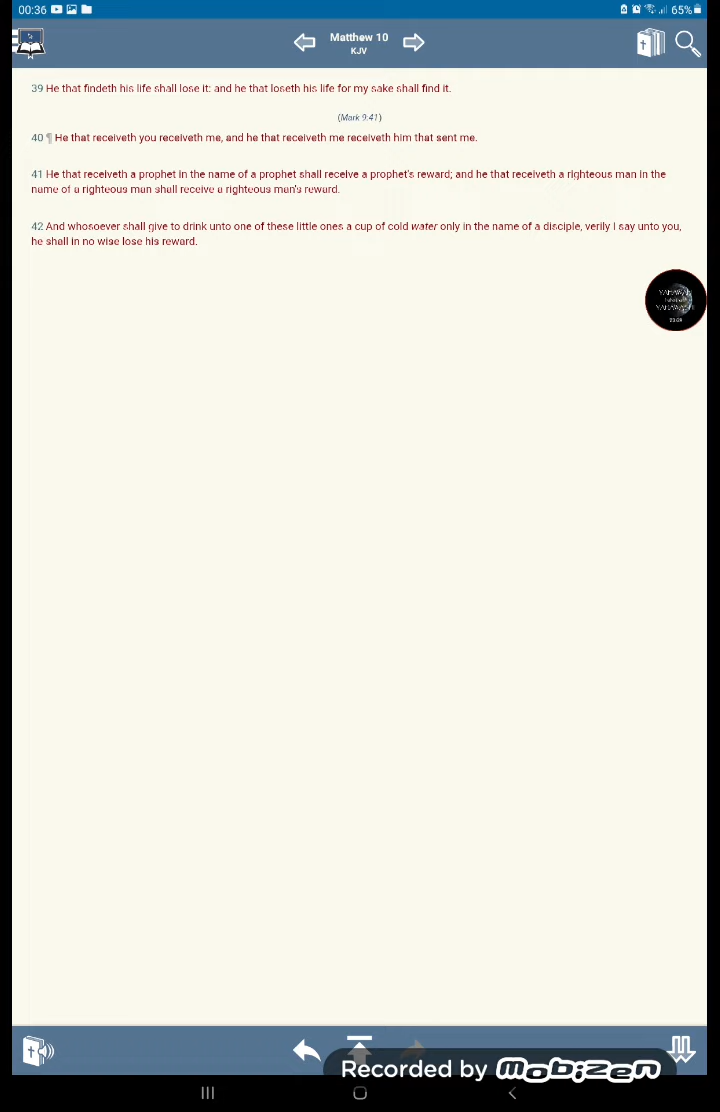 00:36
65%
Matthew 10
KJV
39 He that findeth his life shall lose it: and he that loseth his life for my sake shall find it.
(Mark 9:41)
40 ¶ He that receiveth you receiveth me, and he that receiveth me receiveth him that sent me.
41 He that receiveth a prophet in the name of a prophet shall receive a prophet's reward; and he that receiveth a righteous man in the
name of a righteous man shall receive a righteous man's reward.
42 And whosoever shall give to drink unto one of these little ones a cup of cold water only in the name of a disciple, verily I say unto you,
he shall in no wise lose his reward.
Recorded by mobizen